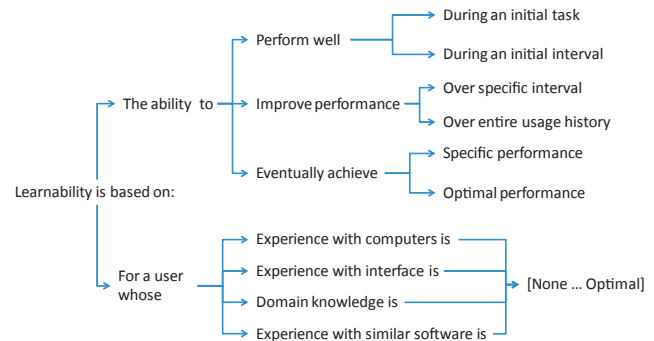 During an initial task
Perform well
During an initial interval
Over specific interval
The ability to
Improve performance
Over entire usage history
Specific performance
Eventually achieve
Optimal performance
Learnability is based on:
Experience with computers is
Experience with interface is
For a user
whose
[None ... Optimal]
Domain knowledge is
Experience with similar software is